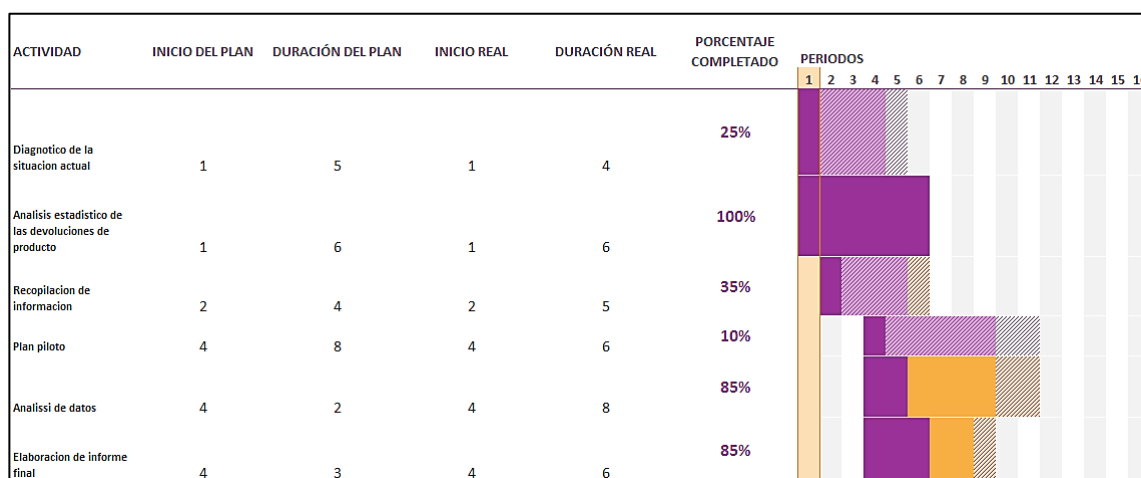 ACTIVIDAD INICIO DEL PLAN DURACIÓN DEL PLAN INICIO REAL DURACIÓN REAL PORCENTAJE COMPLETADO PERIODOS
1 2 3 4 5 6 7 8 9 10 11 12 13 14 15
Diagnotico de la situacion actual 1 5 1 4 25%
Analisis estadistico de las devoluciones de producto 1 6 1 6 100%
Recopilacion de informacion 2 4 2 5 35%
Plan piloto 4 8 4 6 10%
Analissi de datos 4 2 4 8 85%
Elaboracion de informe final 4 3 4 6 85%